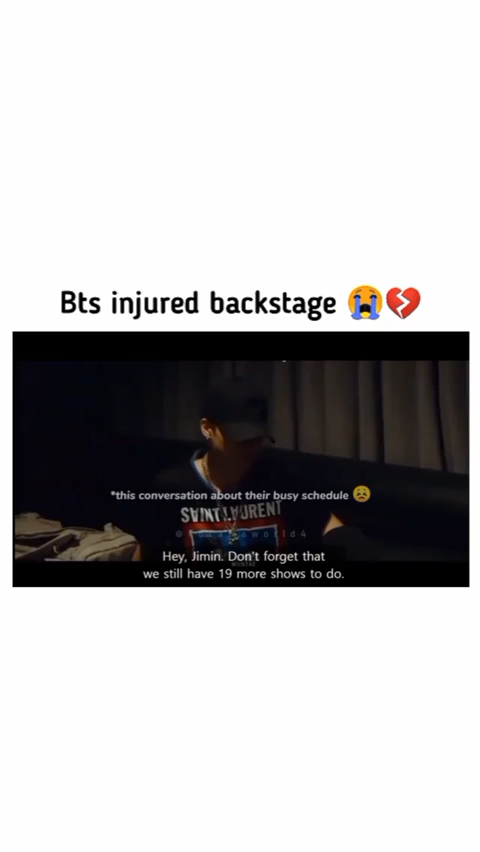 Bts injured backstage 😭💔
*this conversation about their busy schedule 😣
SAINT LAURENT
Hey, Jimin. Don't forget that
we still have 19 more shows to do.